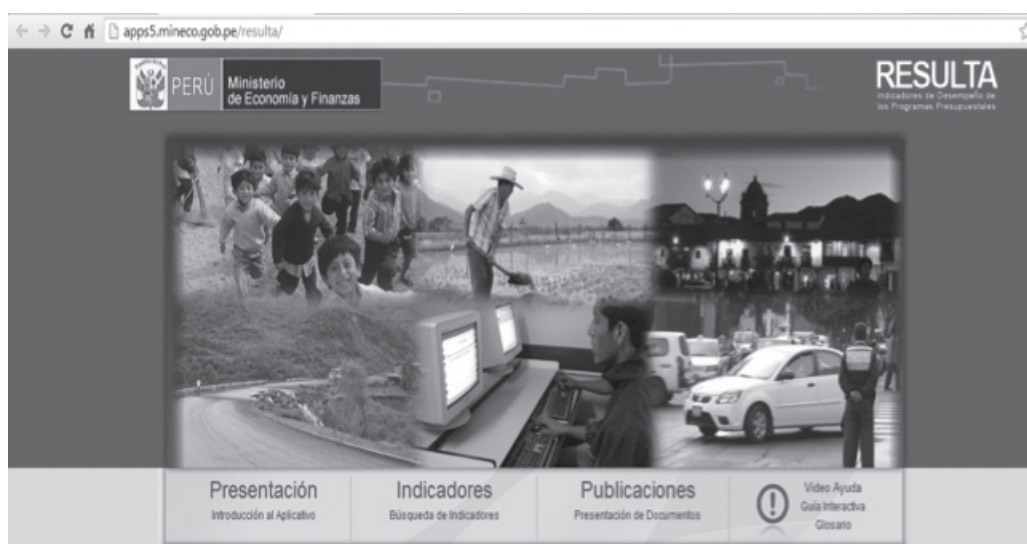 apps5.mineco.gob.pe/resulta/
PERÚ
Ministerio
de Economía y Finanzas
RESULTA
Indicadores de Desempeño de
los Programas Presupuestales
Presentación
Introducción al Aplicativo
Indicadores
Búsqueda de Indicadores
Publicaciones
Presentación de Documentos
Video Ayuda
Guía Interactiva
Glosario